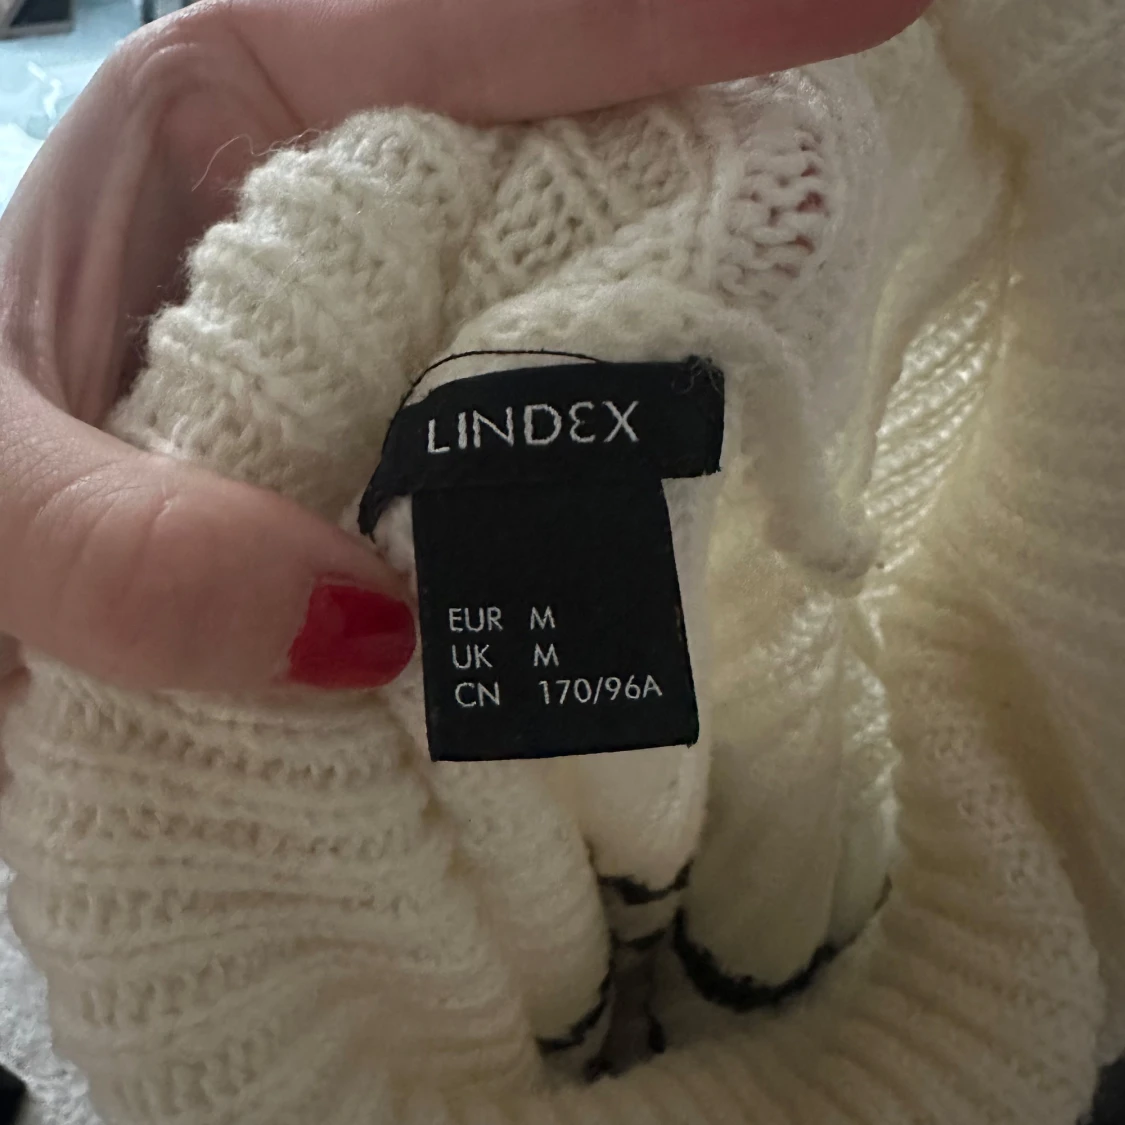 LINDEX
EUR M
UK M
CN 170/96A